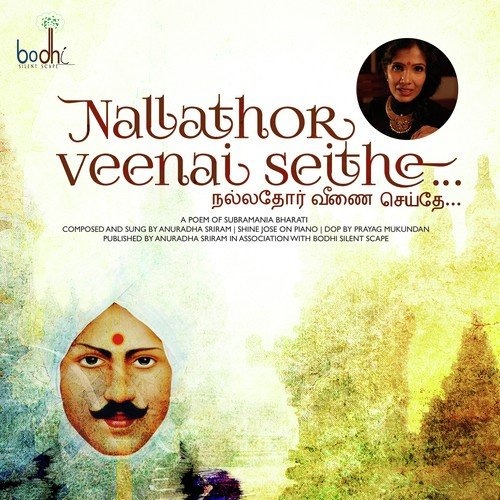 bodhi
SILENT SCAPE
Nallathor
veenai seithe...
நல்லதோர் வீணை செய்தே...
A POEM OF SUBRAMANIA BHARATI
COMPOSED AND SUNG BY ANURADHA SRIRAM | SHINE JOSE ON PIANO | DOP BY PRAYAG MUKUNDAN
PUBLISHED BY ANURADHA SRIRAM IN ASSOCIATION WITH BODHI SILENT SCAPE